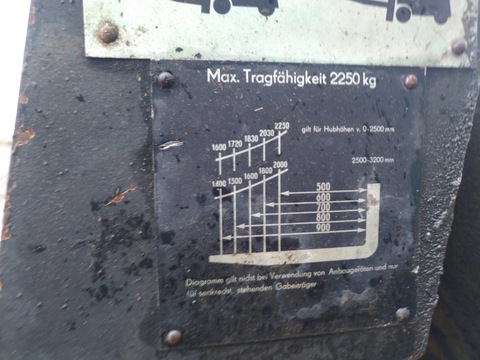 Max. Tragfähigkeit 2250 kg
1600 1720 1830 2030 2250
gilt für Hubhöhen v. 0-2500 mm
1400 1500 1600 1800 2000
2500-3200 mm
500
600
700
800
900
Diagramm gilt nicht bei Verwendung von Anbaugeräten und nur
für senkrecht stehenden Gabelträger